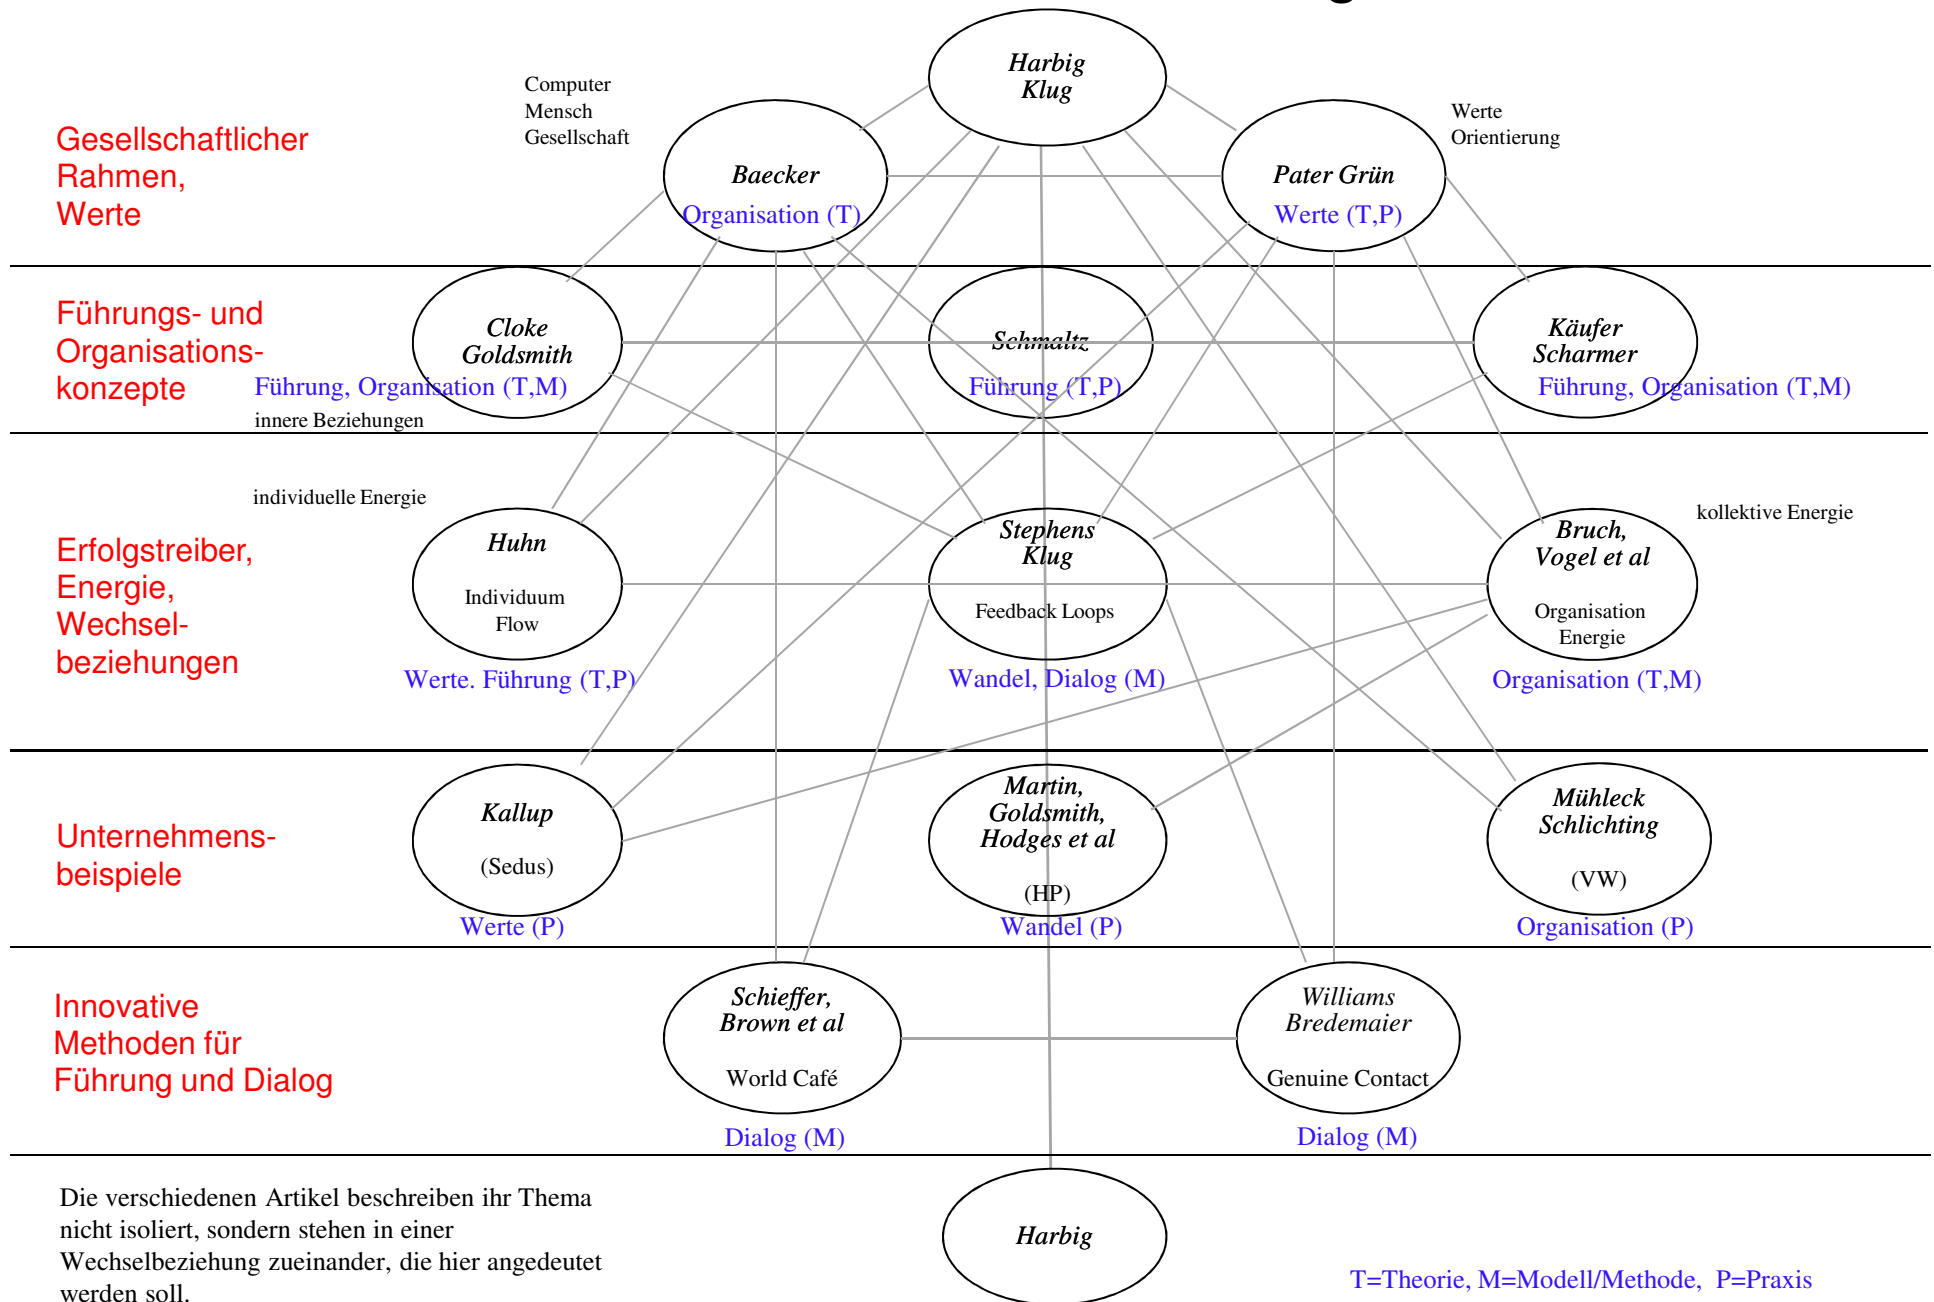 Harbig
Klug
Computer
Mensch
Gesellschaft
Werte
Orientierung
Gesellschaftlicher
Rahmen,
Werte
Baecker
Organisation (T)
Pater Grün
Werte (T,P)
Führungs- und
Organisations-
konzepte
Cloke
Goldsmith
Führung, Organisation (T,M)
innere Beziehungen
Schmaltz
Führung (T,P)
Käufer
Scharmer
Führung, Organisation (T,M)
individuelle Energie
kollektive Energie
Erfolgstreiber,
Energie,
Wechsel-
beziehungen
Huhn
Individuum
Flow
Werte. Führung (T,P)
Stephens
Klug
Feedback Loops
Wandel, Dialog (M)
Bruch,
Vogel et al
Organisation
Energie
Organisation (T,M)
Unternehmens-
beispiele
Kallup
(Sedus)
Werte (P)
Martin,
Goldsmith,
Hodges et al
(HP)
Wandel (P)
Mühleck
Schlichting
(VW)
Organisation (P)
Innovative
Methoden für
Führung und Dialog
Schieffer,
Brown et al
World Café
Dialog (M)
Williams
Bredemaier
Genuine Contact
Dialog (M)
Die verschiedenen Artikel beschreiben ihr Thema
nicht isoliert, sondern stehen in einer
Wechselbeziehung zueinander, die hier angedeutet
werden soll.
Harbig
T=Theorie, M=Modell/Methode, P=Praxis